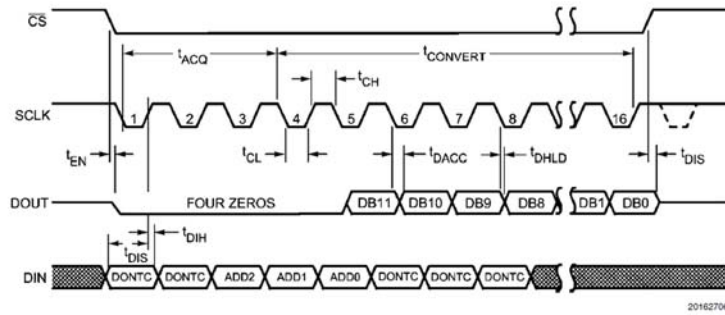 CS
tACQ
tCONVERT
tCH
SCLK
1 2 3 4 5 6 7 8 16
tEN
tCL
tDACC
tDHLD
tDIS
DOUT
FOUR ZEROS DB11 DB10 DB9 DB8 DB1 DB0
tDIH
tDIS
DIN
DONTC DONTC ADD2 ADD1 ADD0 DONTC DONTC DONTC